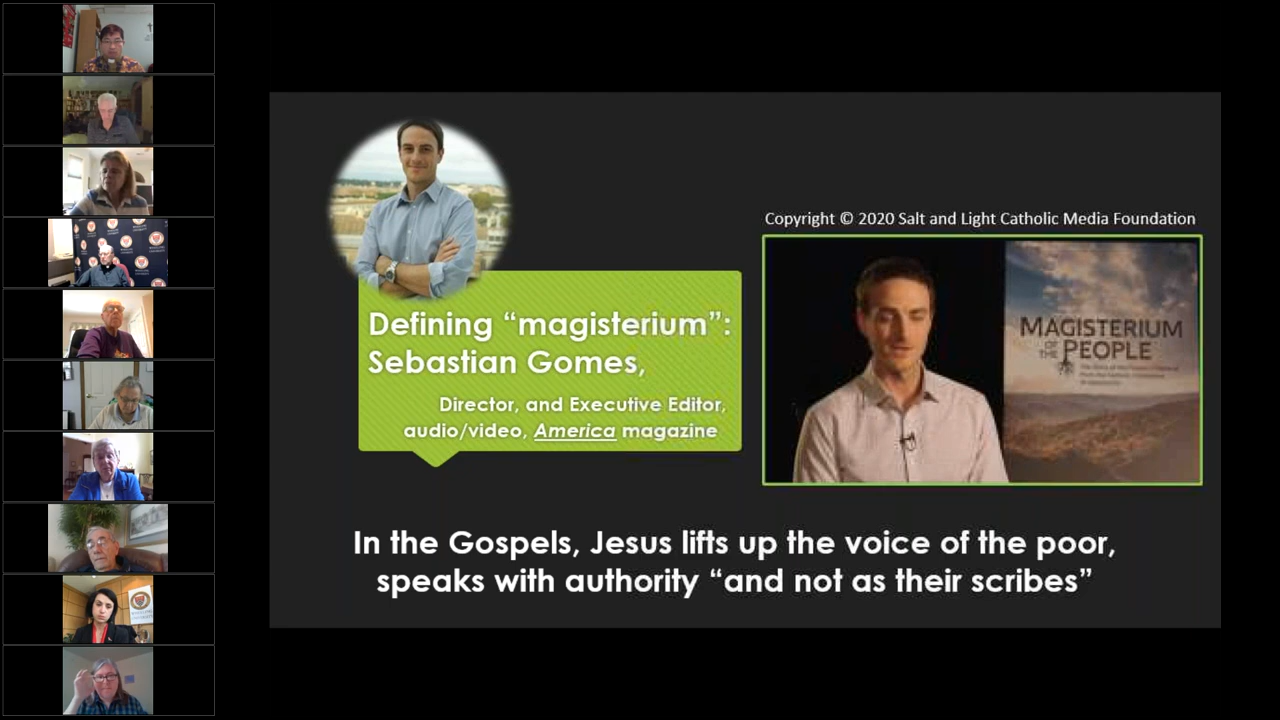 Copyright © 2020 Salt and Light Catholic Media Foundation
Defining “magisterium”:
Sebastian Gomes,
Director, and Executive Editor,
audio/video, America magazine
MAGISTERIUM
OF THE PEOPLE
In the Gospels, Jesus lifts up the voice of the poor,
speaks with authority “and not as their scribes”